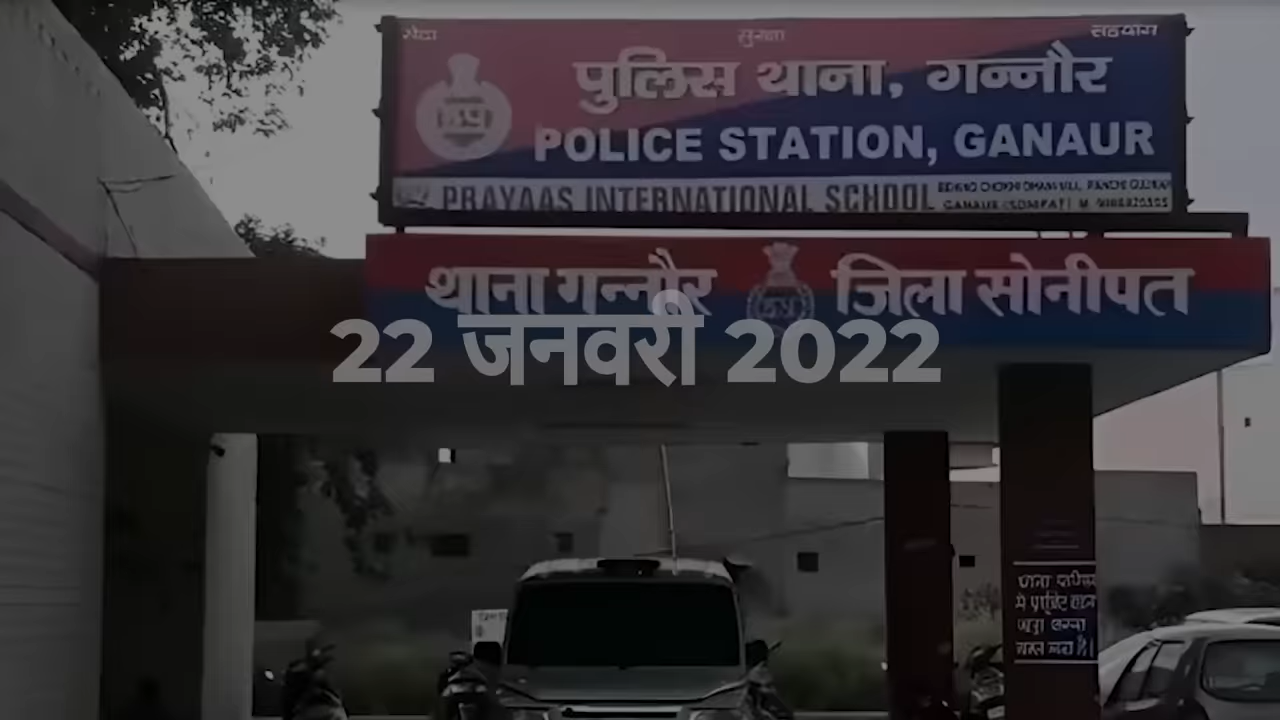 सेवा सुरक्षा सहयोग
पुलिस थाना, गन्नौर
POLICE STATION, GANAUR
PRAYAAS INTERNATIONAL SCHOOL
थाना गन्नौर जिला सोनीपत
22 जनवरी 2022